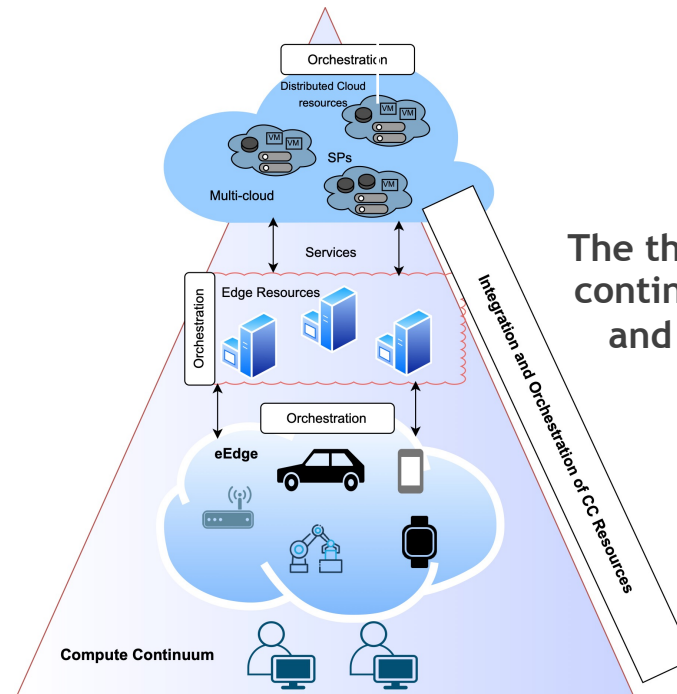 Orchestration
Distributed Cloud
resources
VM
VM
VM
VM
SPs
VM
Multi-cloud
Services
The th
contin
and
Edge Resources
Orchestration
Integration and Orchestration of CC Resources
Orchestration
eEdge
Compute Continuum